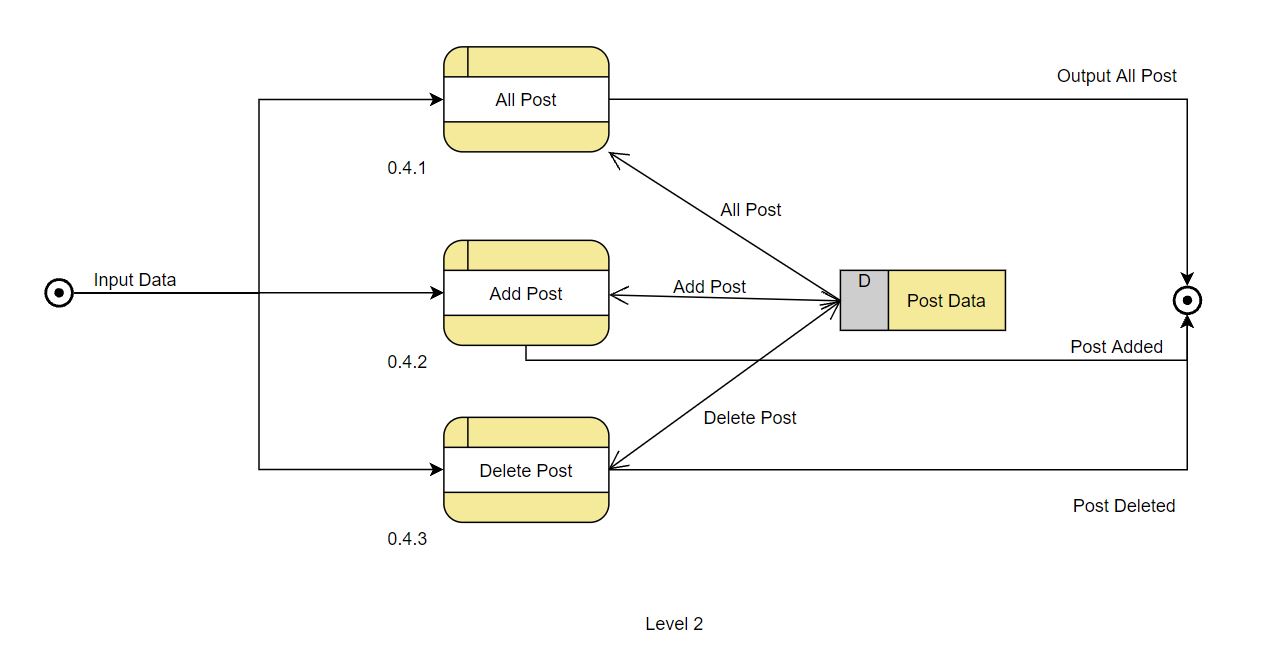 Output All Post
All Post
0.4.1
All Post
Input Data
Add Post
Add Post
D
Post Data
0.4.2
Post Added
Delete Post
Delete Post
Post Deleted
0.4.3
Level 2